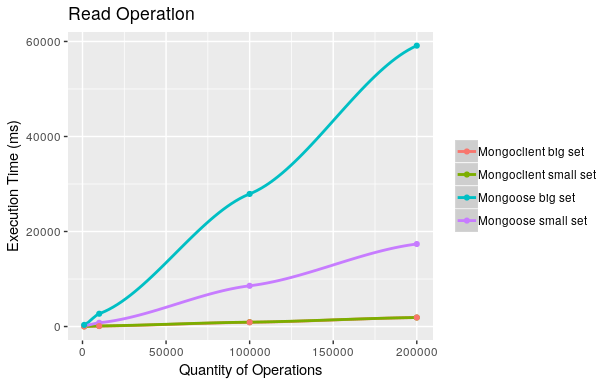 Read Operation
60000
40000
20000
0
Execution Time (ms)
0 50000 100000 150000 200000
Quantity of Operations
Mongoclient big set
Mongoclient small set
Mongoose big set
Mongoose small set